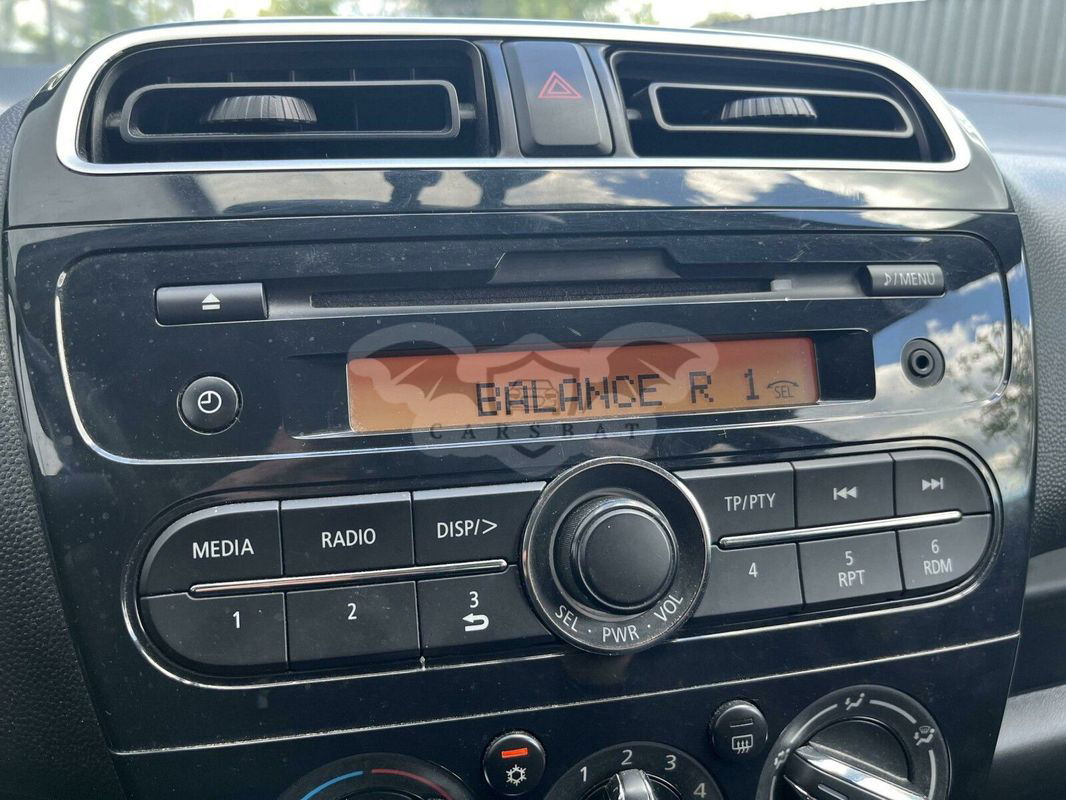 ♪/MENU
BALANCE R 1 SEL
CARSBAT
MEDIA
RADIO
DISP/>
TP/PTY
1
2
3
4
5
RPT
6
RDM
SEL · PWR · VOL
1 2 3 4